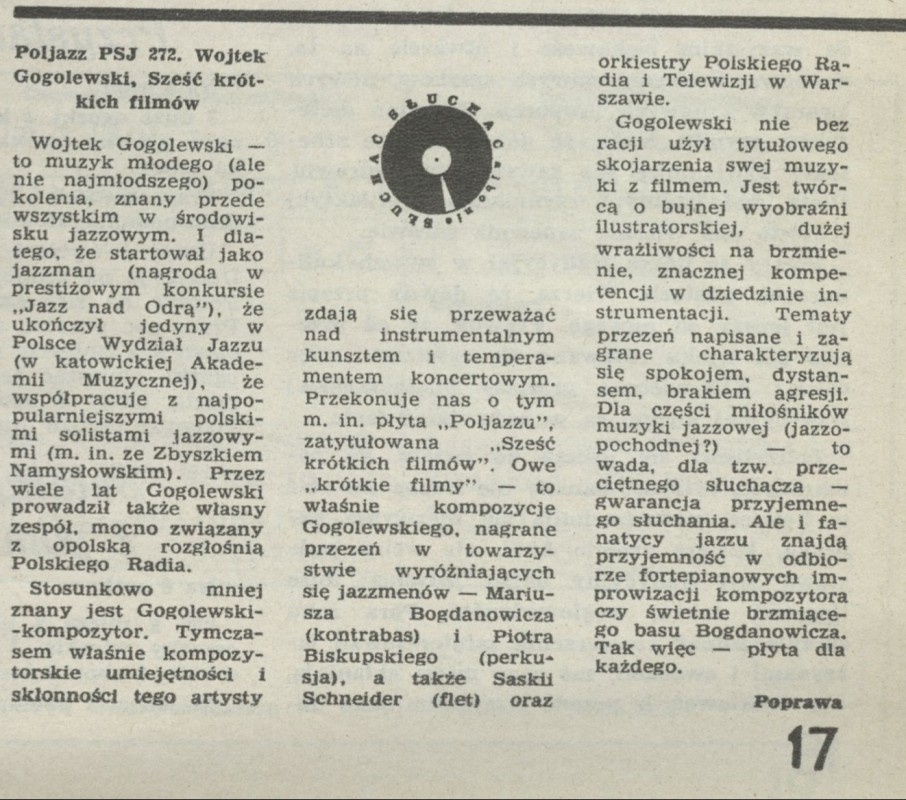 Poljazz PSJ 272. Wojtek
Gogolewski, Sześć krót-
kich filmów
Wojtek Gogolewski —
to muzyk młodego (ale
nie najmłodszego) po-
kolenia, znany przede
wszystkim w środowi-
sku jazzowym. I dla-
tego, że startował jako
jazzman (nagroda w
prestiżowym konkursie
„Jazz nad Odrą"), że
ukończył jedyny w
Polsce Wydział Jazzu
(w katowickiej Akade-
mii Muzycznej), że
współpracuje z najpo-
pularniejszymi polski-
mi solistami jazzowy-
mi (m. in. ze Zbyszkiem
Namysłowskim). Przez
wiele lat Gogolewski
prowadził także własny
zespół, mocno związany
z opolską rozgłośnią
Polskiego Radia.
Stosunkowo mniej
znany jest Gogolewski-
-kompozytor. Tymcza-
sem właśnie kompozy-
torskie umiejętności i
skłonności tego artysty
SŁUCHAC
SŁUCHAC
zdają się przeważać
nad instrumentalnym
kunsztem i tempera-
mentem koncertowym.
Przekonuje nas o tym
m. in. płyta „Poljazzu",
zatytułowana „Sześć
krótkich filmów". Owe
„krótkie filmy" — to
właśnie kompozycje
Gogolewskiego, nagrane
przezeń w towarzy-
stwie wyróżniających
się jazzmenów — Mariu-
sza Bogdanowicza
(kontrabas) i Piotra
Biskupskiego (perku-
sja), a także Saskii
Schneider (flet) oraz
orkiestry Polskiego Ra-
dia i Telewizji w War-
szawie.
Gogolewski nie bez
racji użył tytułowego
skojarzenia swej muzy-
ki z filmem. Jest twór-
cą o bujnej wyobraźni
ilustratorskiej, dużej
wrażliwości na brzmie-
nie, znacznej kompe-
tencji w dziedzinie in-
strumentacji. Tematy
przezeń napisane i za-
grane charakteryzują
się spokojem, dystan-
sem, brakiem agresji.
Dla części miłośników
muzyki jazzowej (jazzo-
pochodnej?) — to
wada, dla tzw. prze-
ciętnego słuchacza —
gwarancja przyjemne-
go słuchania. Ale i fa-
natycy jazzu znajdą
przyjemność w odbio-
rze fortepianowych im-
prowizacji kompozytora
czy świetnie brzmiące-
go basu Bogdanowicza.
Tak więc — płyta dla
każdego.
Poprawa
17